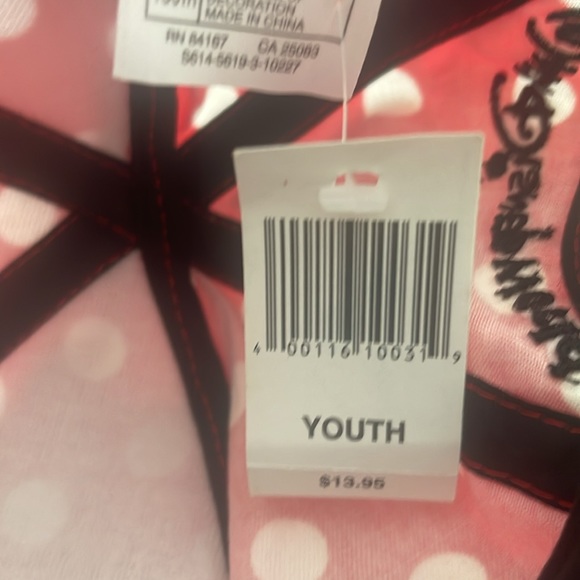 DECORATION
MADE IN CHINA
RN 84167 CA 25083
5614-5619-3-10227
4 00116 10031 9
YOUTH
$13.95